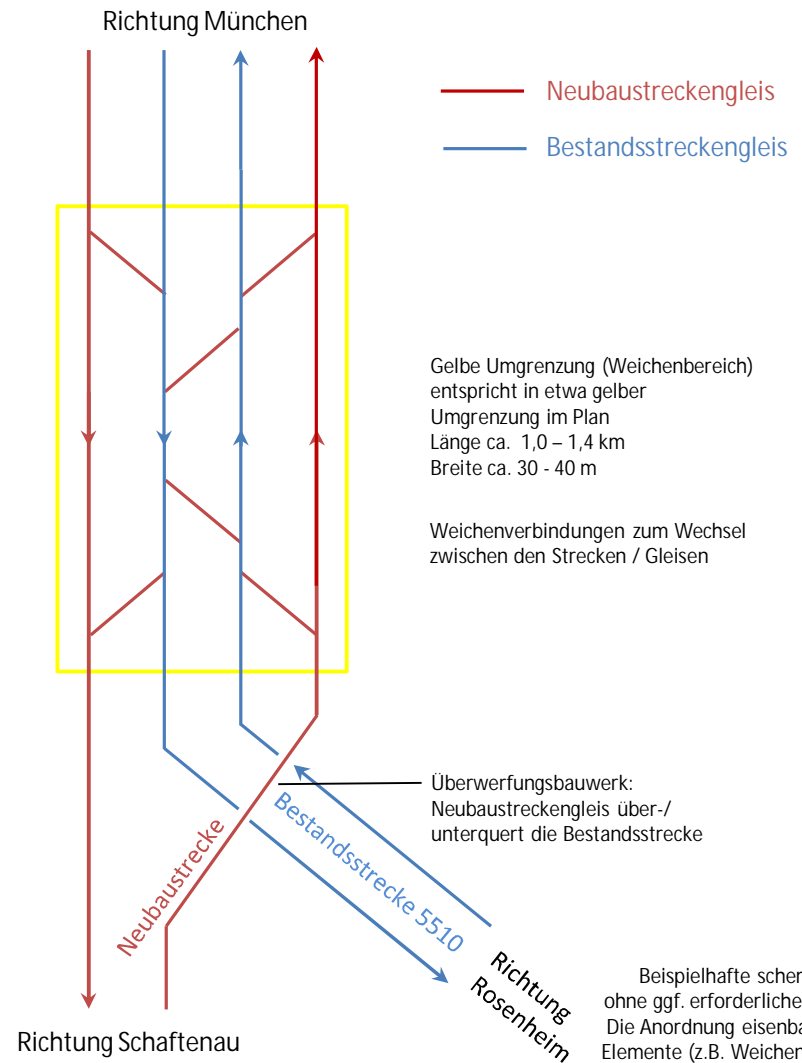 Richtung München
Neubaustreckengleis
Bestandsstreckengleis
Gelbe Umgrenzung (Weichenbereich)
entspricht in etwa gelber
Umgrenzung im Plan
Länge ca. 1,0 – 1,4 km
Breite ca. 30 - 40 m
Weichenverbindungen zum Wechsel
zwischen den Strecken / Gleisen
Überwerfungsbauwerk:
Neubaustreckengleis über-/
unterquert die Bestandsstrecke
Neubaustrecke
Bestandsstrecke 5510
Richtung
Rosenheim
Richtung Schaftenau
Beispielhafte
ohne ggf. erforderliche
Die Anordnung
Elemente (z.B. Weichen